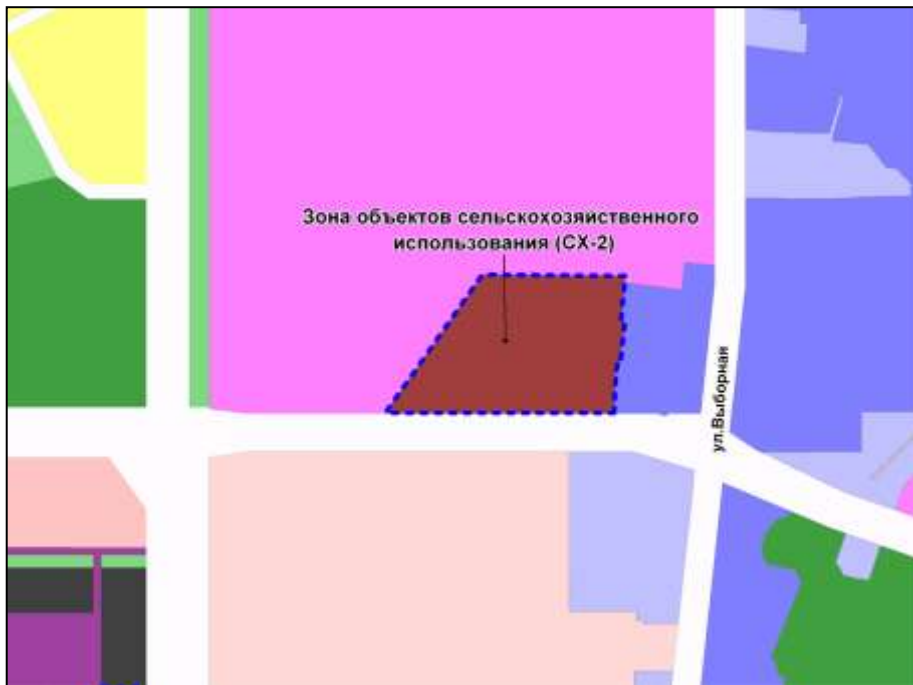 Зона объектов сельскохозяйственного
использования (СХ-2)
ул.Выборная